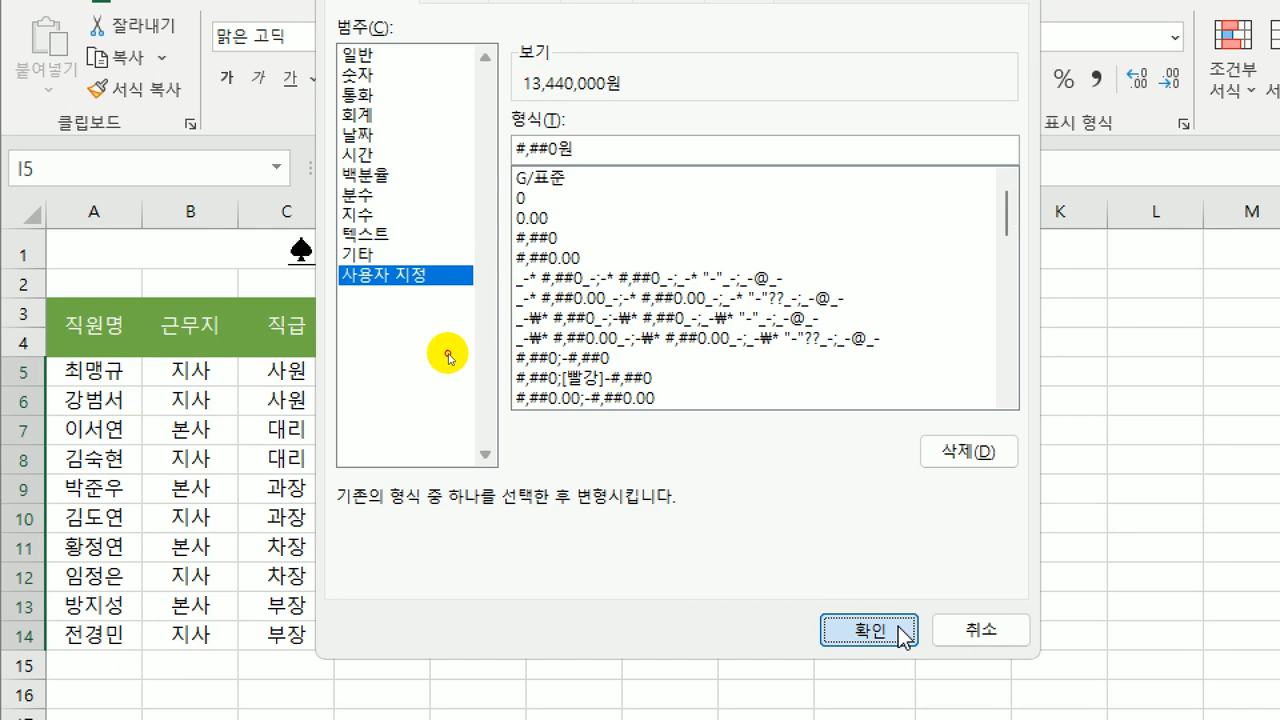 잘라내기
맑은 고딕
붙여넣기
복사
가 가 가
%
.00
.00
조건부
서식
서식 복사
클립보드
표시 형식
I5
A B C K L M
1
2
3
4
직원명 근무지 직급
5 최맹규 지사 사원
6 강범서 지사 사원
7 이서연 본사 대리
8 김숙현 지사 대리
9 박준우 본사 과장
10 김도연 지사 과장
11 황정연 본사 차장
12 임정은 지사 차장
13 방지성 본사 부장
14 전경민 지사 부장
15
16
범주(C):
일반
숫자
통화
회계
날짜
시간
백분율
분수
지수
텍스트
기타
사용자 지정
보기
13,440,000원
형식(T):
#,##0원
G/표준
0
0.00
#,##0
#,##0.00
_-* #,##0_-;-* #,##0_-;_-* "-"_-;_-@_-
_-* #,##0.00_-;-* #,##0.00_-;_-* "-"??_-;_-@_-
_-₩* #,##0_-;-₩* #,##0_-;_-₩* "-"_-;_-@_-
_-₩* #,##0.00_-;-₩* #,##0.00_-;_-₩* "-"??_-;_-@_-
#,##0;-#,##0
#,##0;[빨강]-#,##0
#,##0.00;-#,##0.00
삭제(D)
기존의 형식 중 하나를 선택한 후 변형시킵니다.
확인
취소